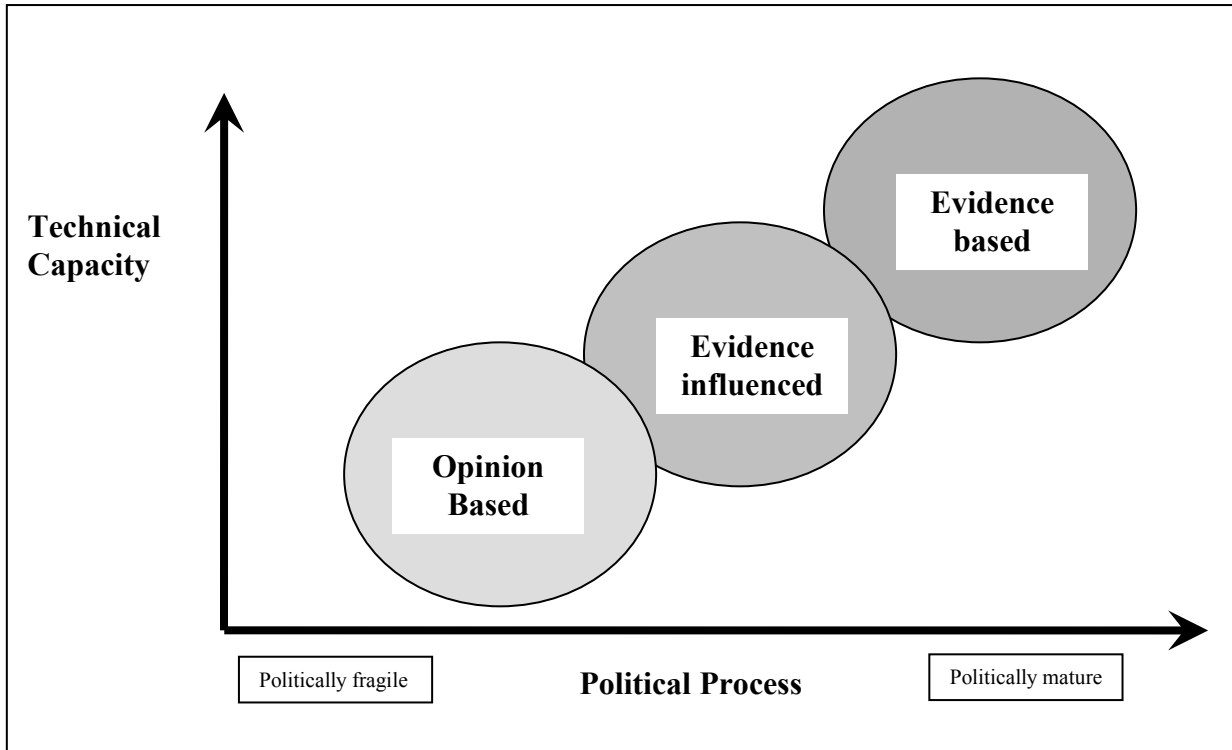 Technical
Capacity
Evidence
based
Evidence
influenced
Opinion
Based
Politically fragile
Political Process
Politically mature